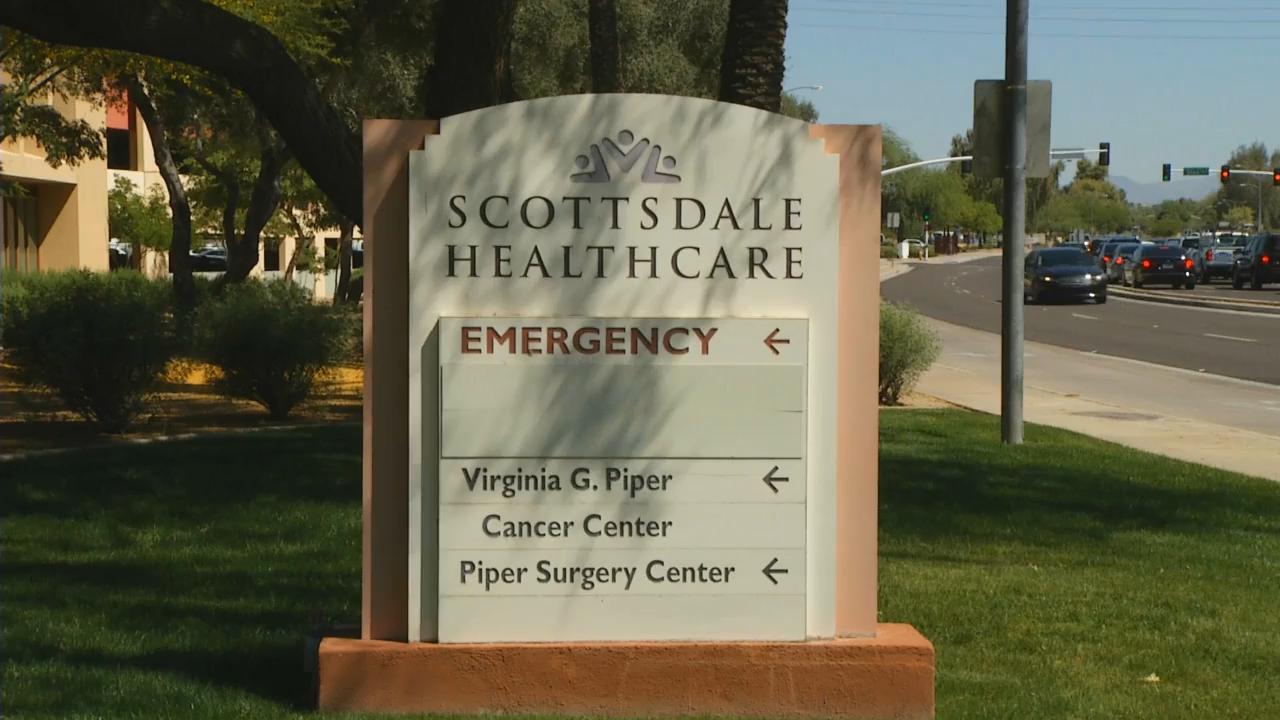 SCOTTSDALE
HEALTHCARE
EMERGENCY ←
Virginia G. Piper ←
Cancer Center
Piper Surgery Center ←